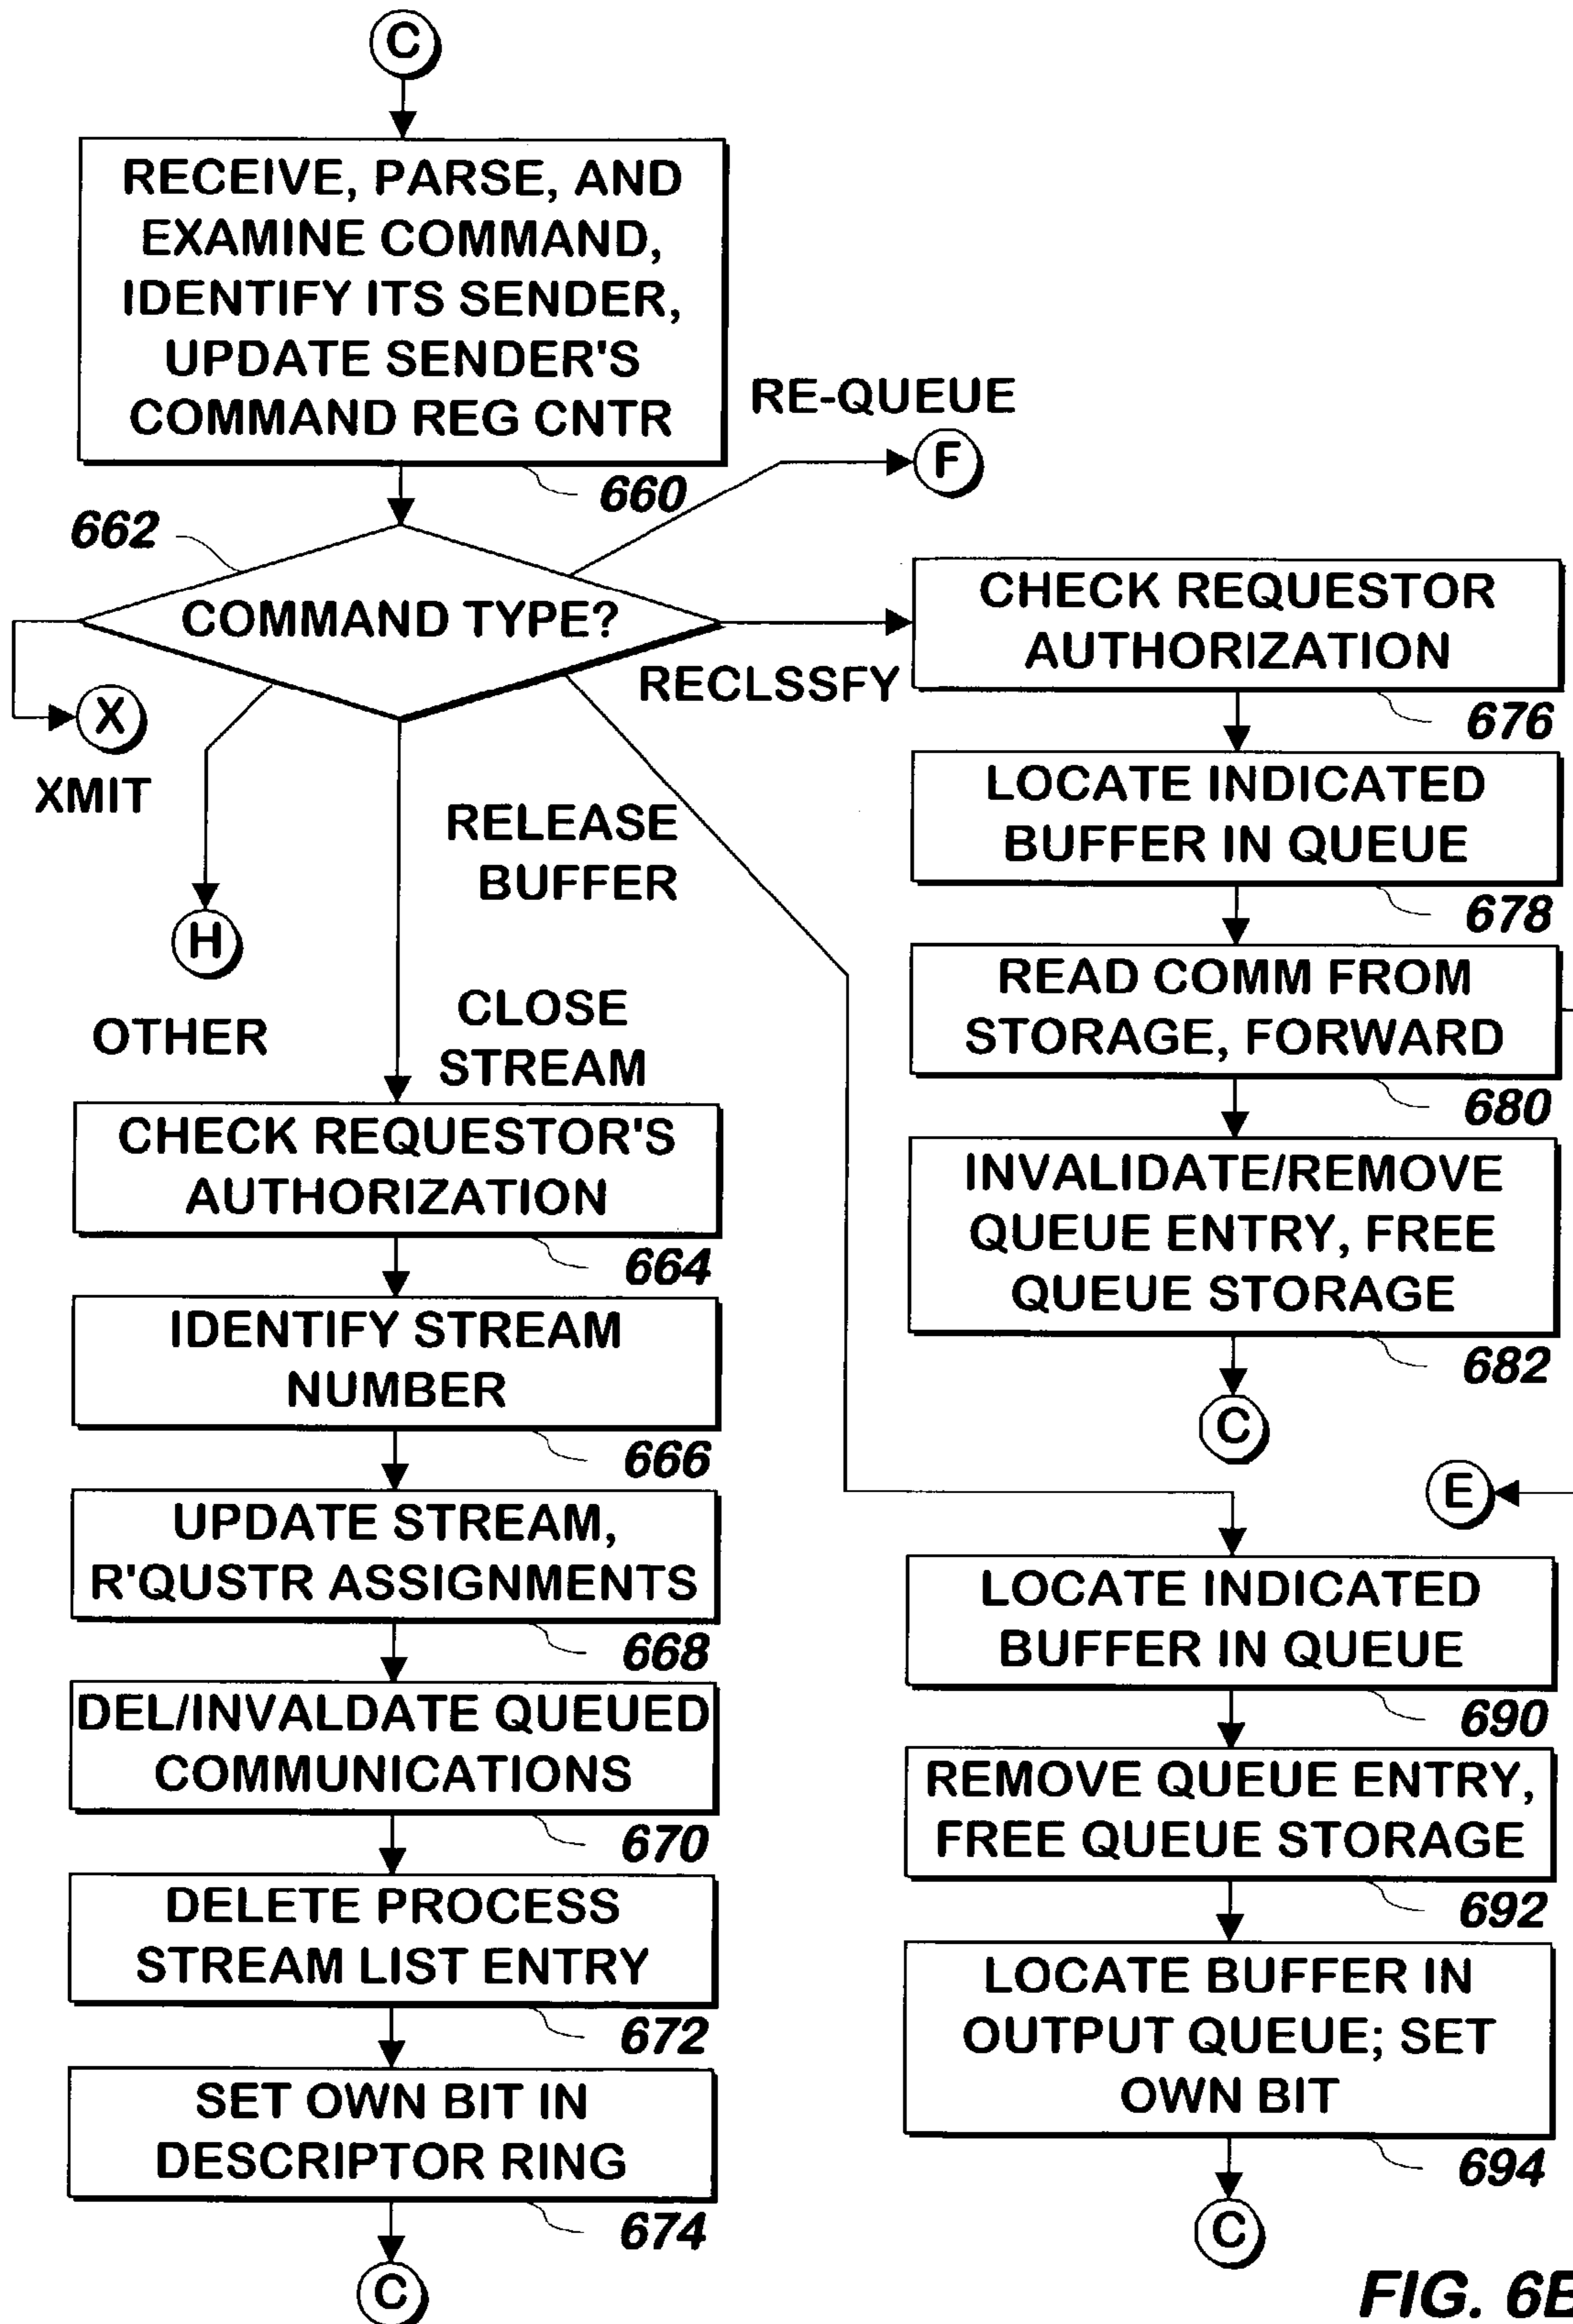 C
RECEIVE, PARSE, AND
EXAMINE COMMAND,
IDENTIFY ITS SENDER,
UPDATE SENDER'S
COMMAND REG CNTR
660
RE-QUEUE
F
662
COMMAND TYPE?
X
XMIT
H
OTHER
RELEASE
BUFFER
CLOSE
STREAM
RECLSSFY
CHECK REQUESTOR'S
AUTHORIZATION
664
IDENTIFY STREAM
NUMBER
666
UPDATE STREAM,
R'QUSTR ASSIGNMENTS
668
DEL/INVALDATE QUEUED
COMMUNICATIONS
670
DELETE PROCESS
STREAM LIST ENTRY
672
SET OWN BIT IN
DESCRIPTOR RING
674
C
CHECK REQUESTOR
AUTHORIZATION
676
LOCATE INDICATED
BUFFER IN QUEUE
678
READ COMM FROM
STORAGE, FORWARD
680
INVALIDATE/REMOVE
QUEUE ENTRY, FREE
QUEUE STORAGE
682
C
E
LOCATE INDICATED
BUFFER IN QUEUE
690
REMOVE QUEUE ENTRY,
FREE QUEUE STORAGE
692
LOCATE BUFFER IN
OUTPUT QUEUE; SET
OWN BIT
694
C
FIG. 6B